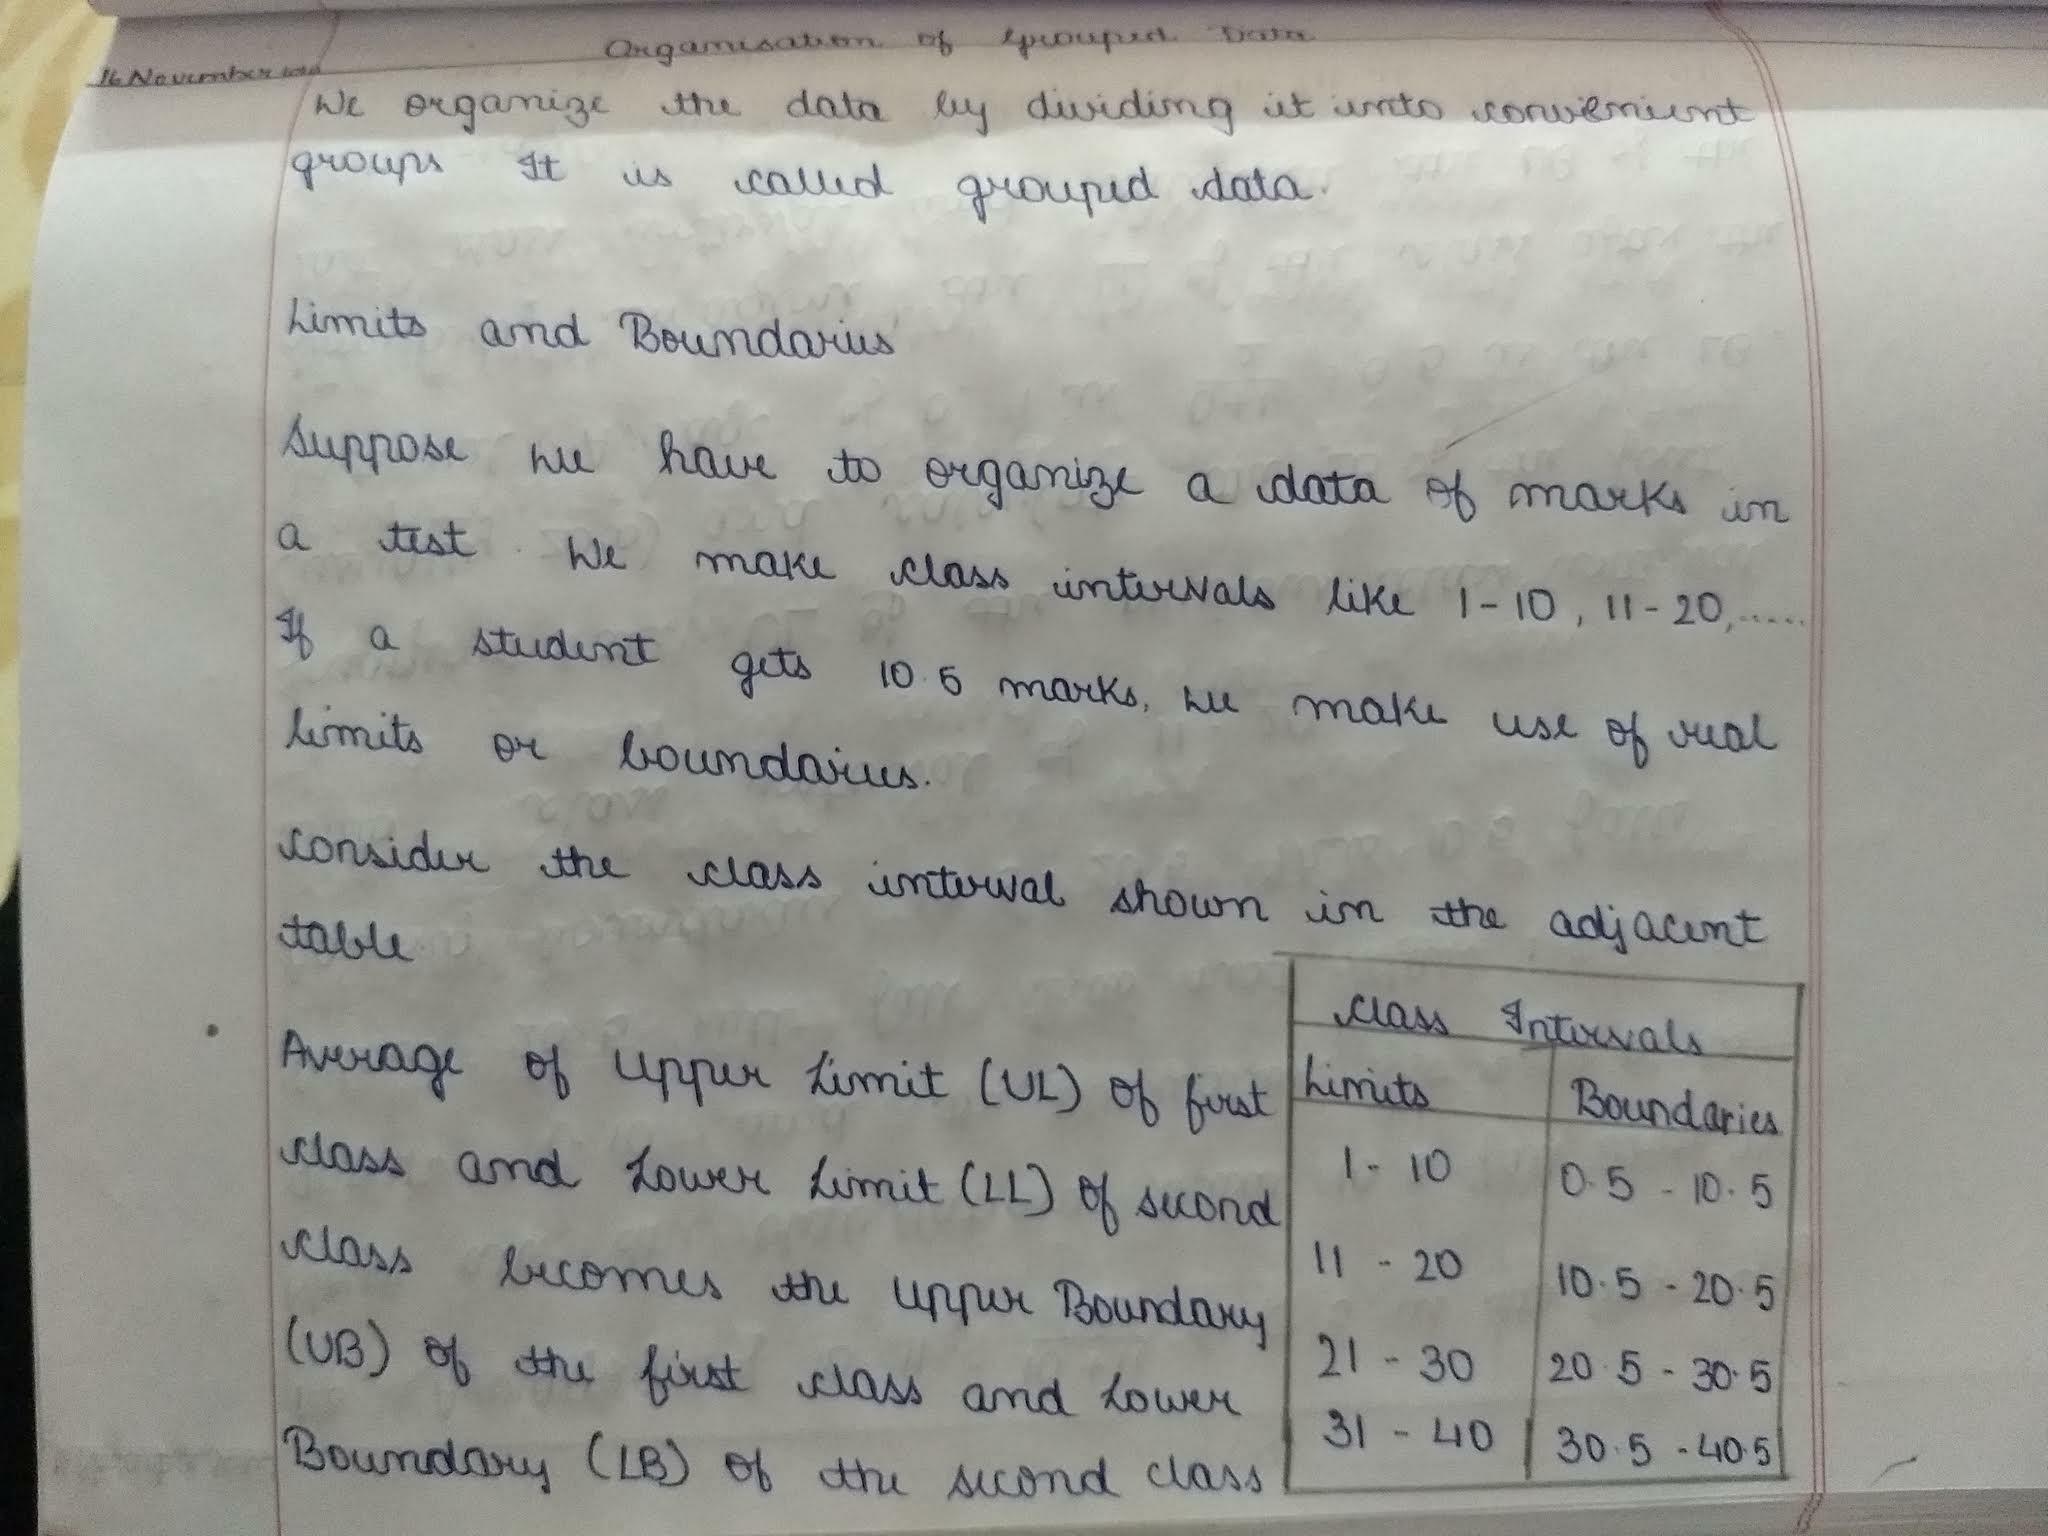 Organisation of Grouped Data
16 November
We organize the data by dividing it into convenient
groups It is called grouped data.
Limits and Boundaries
Suppose we have to organize a data of marks in
a test. We make class intervals like 1-10, 11-20,.....
If a student gets 10.5 marks, we make use of real
limits or boundaries.
consider the class interval shown in the adjacent
table.
Average of Upper Limit (UL) of first
class and Lower Limit (LL) of second
class becomes the upper Boundary
(UB) of the first class and Lower
Boundary (LB) of the second class
Class Intervals
Limits Boundaries
1 - 10 0.5 - 10.5
11 - 20 10.5 - 20.5
21 - 30 20.5 - 30.5
31 - 40 30.5 - 40.5